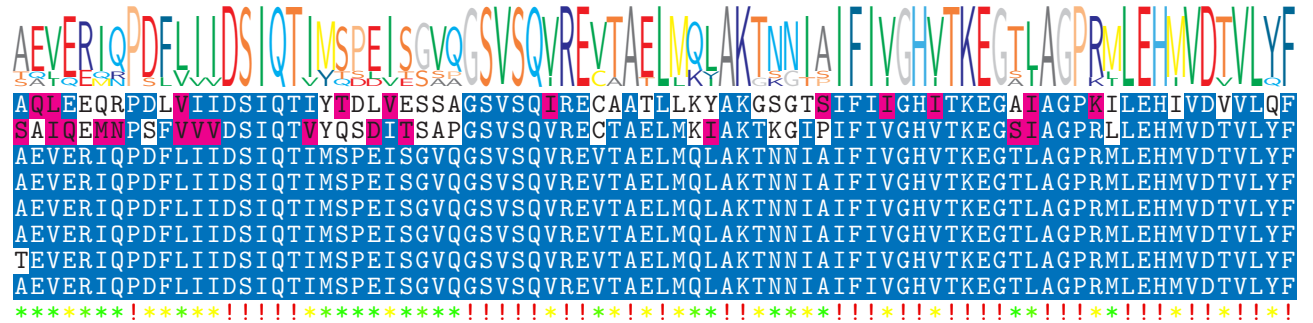 AEVERIQPDFLIIDSIQTIMSPEISGVQGSVSQVREVTAELMQLAKTNNIAIFIVGHVTKEGTLAGPRMLEHMVDTVLYF
AQLEEQRPDLVIIDSIQTIYTDLVESSAGSVSQIRECAATLLKYAKGSGTSIFIIGHITKEGAIAGPKILEHIVDVVLQF
SAIQEMNPSFVVVDSIQTVYQSDITSAPGSVSQVRECTAELMKIAKTKGIPIFIVGHVTKEGSIAGPRLLEHMVDTVLYF
AEVERIQPDFLIIDSIQTIMSPEISGVQGSVSQVREVTAELMQLAKTNNIAIFIVGHVTKEGTLAGPRMLEHMVDTVLYF
AEVERIQPDFLIIDSIQTIMSPEISGVQGSVSQVREVTAELMQLAKTNNIAIFIVGHVTKEGTLAGPRMLEHMVDTVLYF
AEVERIQPDFLIIDSIQTIMSPEISGVQGSVSQVREVTAELMQLAKTNNIAIFIVGHVTKEGTLAGPRMLEHMVDTVLYF
AEVERIQPDFLIIDSIQTIMSPEISGVQGSVSQVREVTAELMQLAKTNNIAIFIVGHVTKEGTLAGPRMLEHMVDTVLYF
TEVERIQPDFLIIDSIQTIMSPEISGVQGSVSQVREVTAELMQLAKTNNIAIFIVGHVTKEGTLAGPRMLEHMVDTVLYF
AEVERIQPDFLIIDSIQTIMSPEISGVQGSVSQVREVTAELMQLAKTNNIAIFIVGHVTKEGTLAGPRMLEHMVDTVLYF
*******!*****!!!!!**********!!!!!*!!**!*!***!!*****!!!*!!*!!!!**!!!**!!!*!!*!!*!